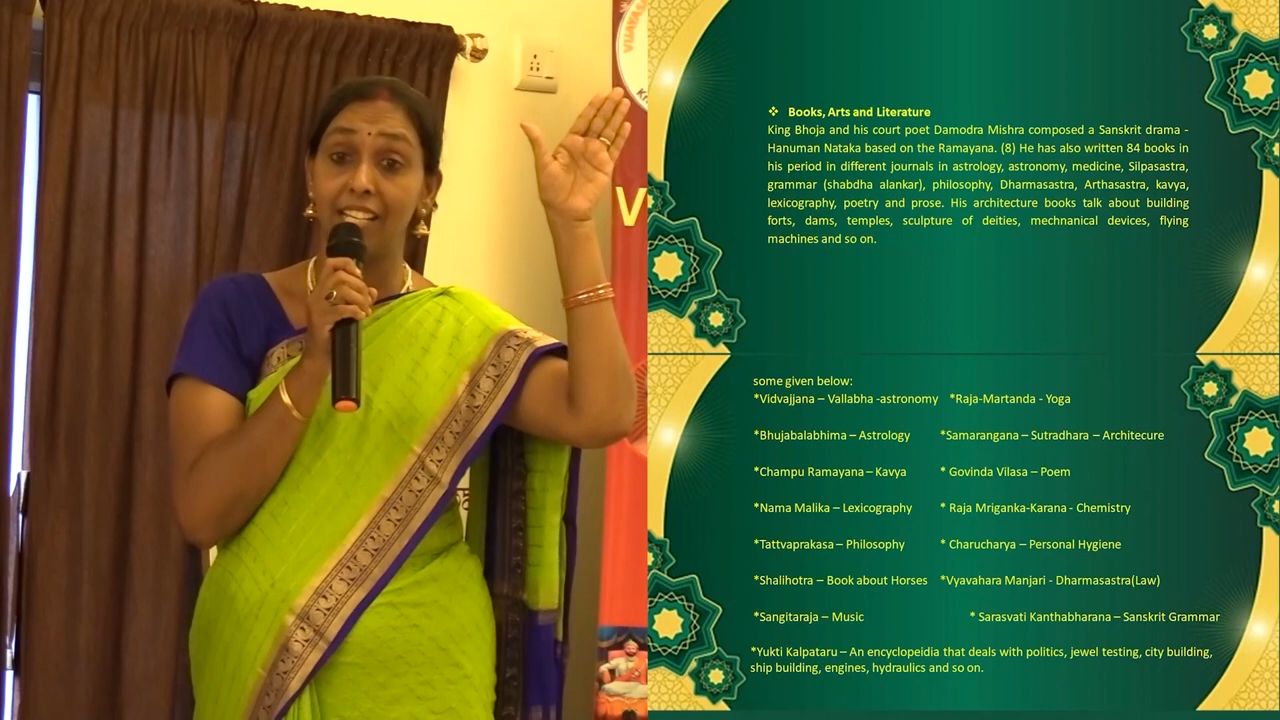 V
❖ Books, Arts and Literature
King Bhoja and his court poet Damodra Mishra composed a Sanskrit drama -
Hanuman Nataka based on the Ramayana. (8) He has also written 84 books in
his period in different journals in astrology, astronomy, medicine, Silpasastra,
grammar (shabdha alankar), philosophy, Dharmasastra, Arthasastra, kavya,
lexicography, poetry and prose. His architecture books talk about building
forts, dams, temples, sculpture of deities, mechnanical devices, flying
machines and so on.
some given below:
*Vidvajjana – Vallabha -astronomy *Raja-Martanda - Yoga
*Bhujabalabhima – Astrology *Samarangana – Sutradhara – Architecure
*Champu Ramayana – Kavya * Govinda Vilasa – Poem
*Nama Malika – Lexicography * Raja Mriganka-Karana - Chemistry
*Tattvaprakasa – Philosophy * Charucharya – Personal Hygiene
*Shalihotra – Book about Horses *Vyavahara Manjari - Dharmasastra(Law)
*Sangitaraja – Music * Sarasvati Kanthabharana – Sanskrit Grammar
*Yukti Kalpataru – An encyclopeidia that deals with politics, jewel testing, city building,
ship building, engines, hydraulics and so on.